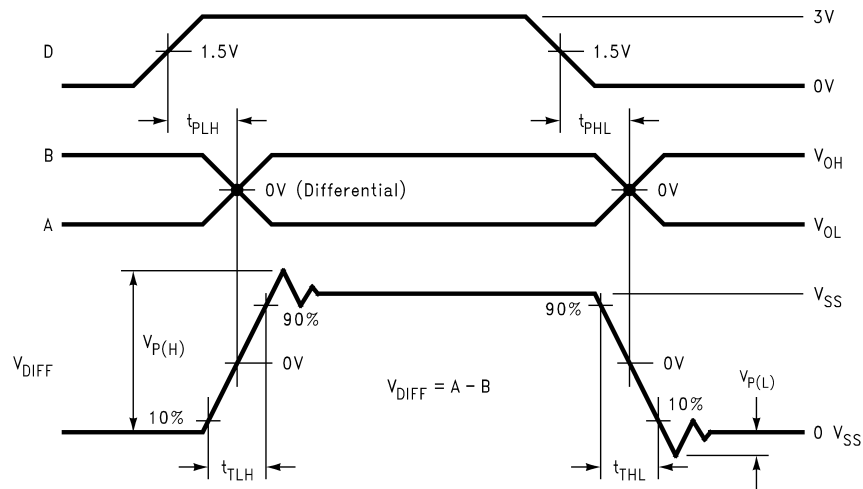 3V
D 1.5V 1.5V
0V
tPLH tPHL
B VOH
0V (Differential) 0V
A VOL
VSS
90% 90%
VP(H)
VDIFF 0V 0V
VDIFF = A - B VP(L)
10% 10%
0 VSS
tTLH tTHL